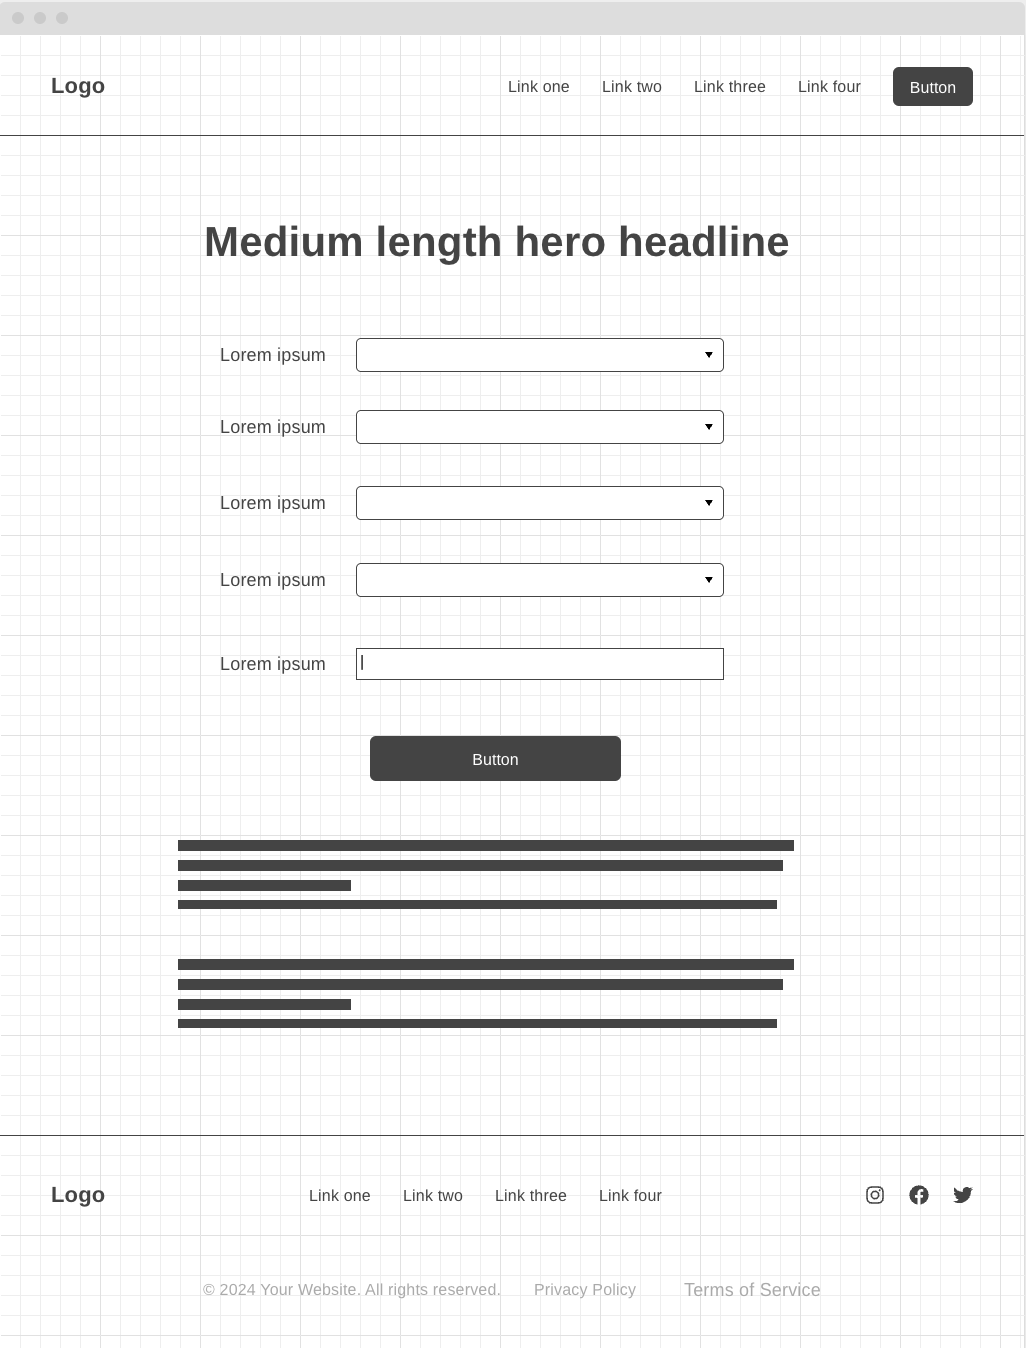 Logo Link one Link two Link three Link four Button
Medium length hero headline
Lorem ipsum
Lorem ipsum
Lorem ipsum
Lorem ipsum
Lorem ipsum
Button
Logo Link one Link two Link three Link four
© 2024 Your Website. All rights reserved. Privacy Policy Terms of Service